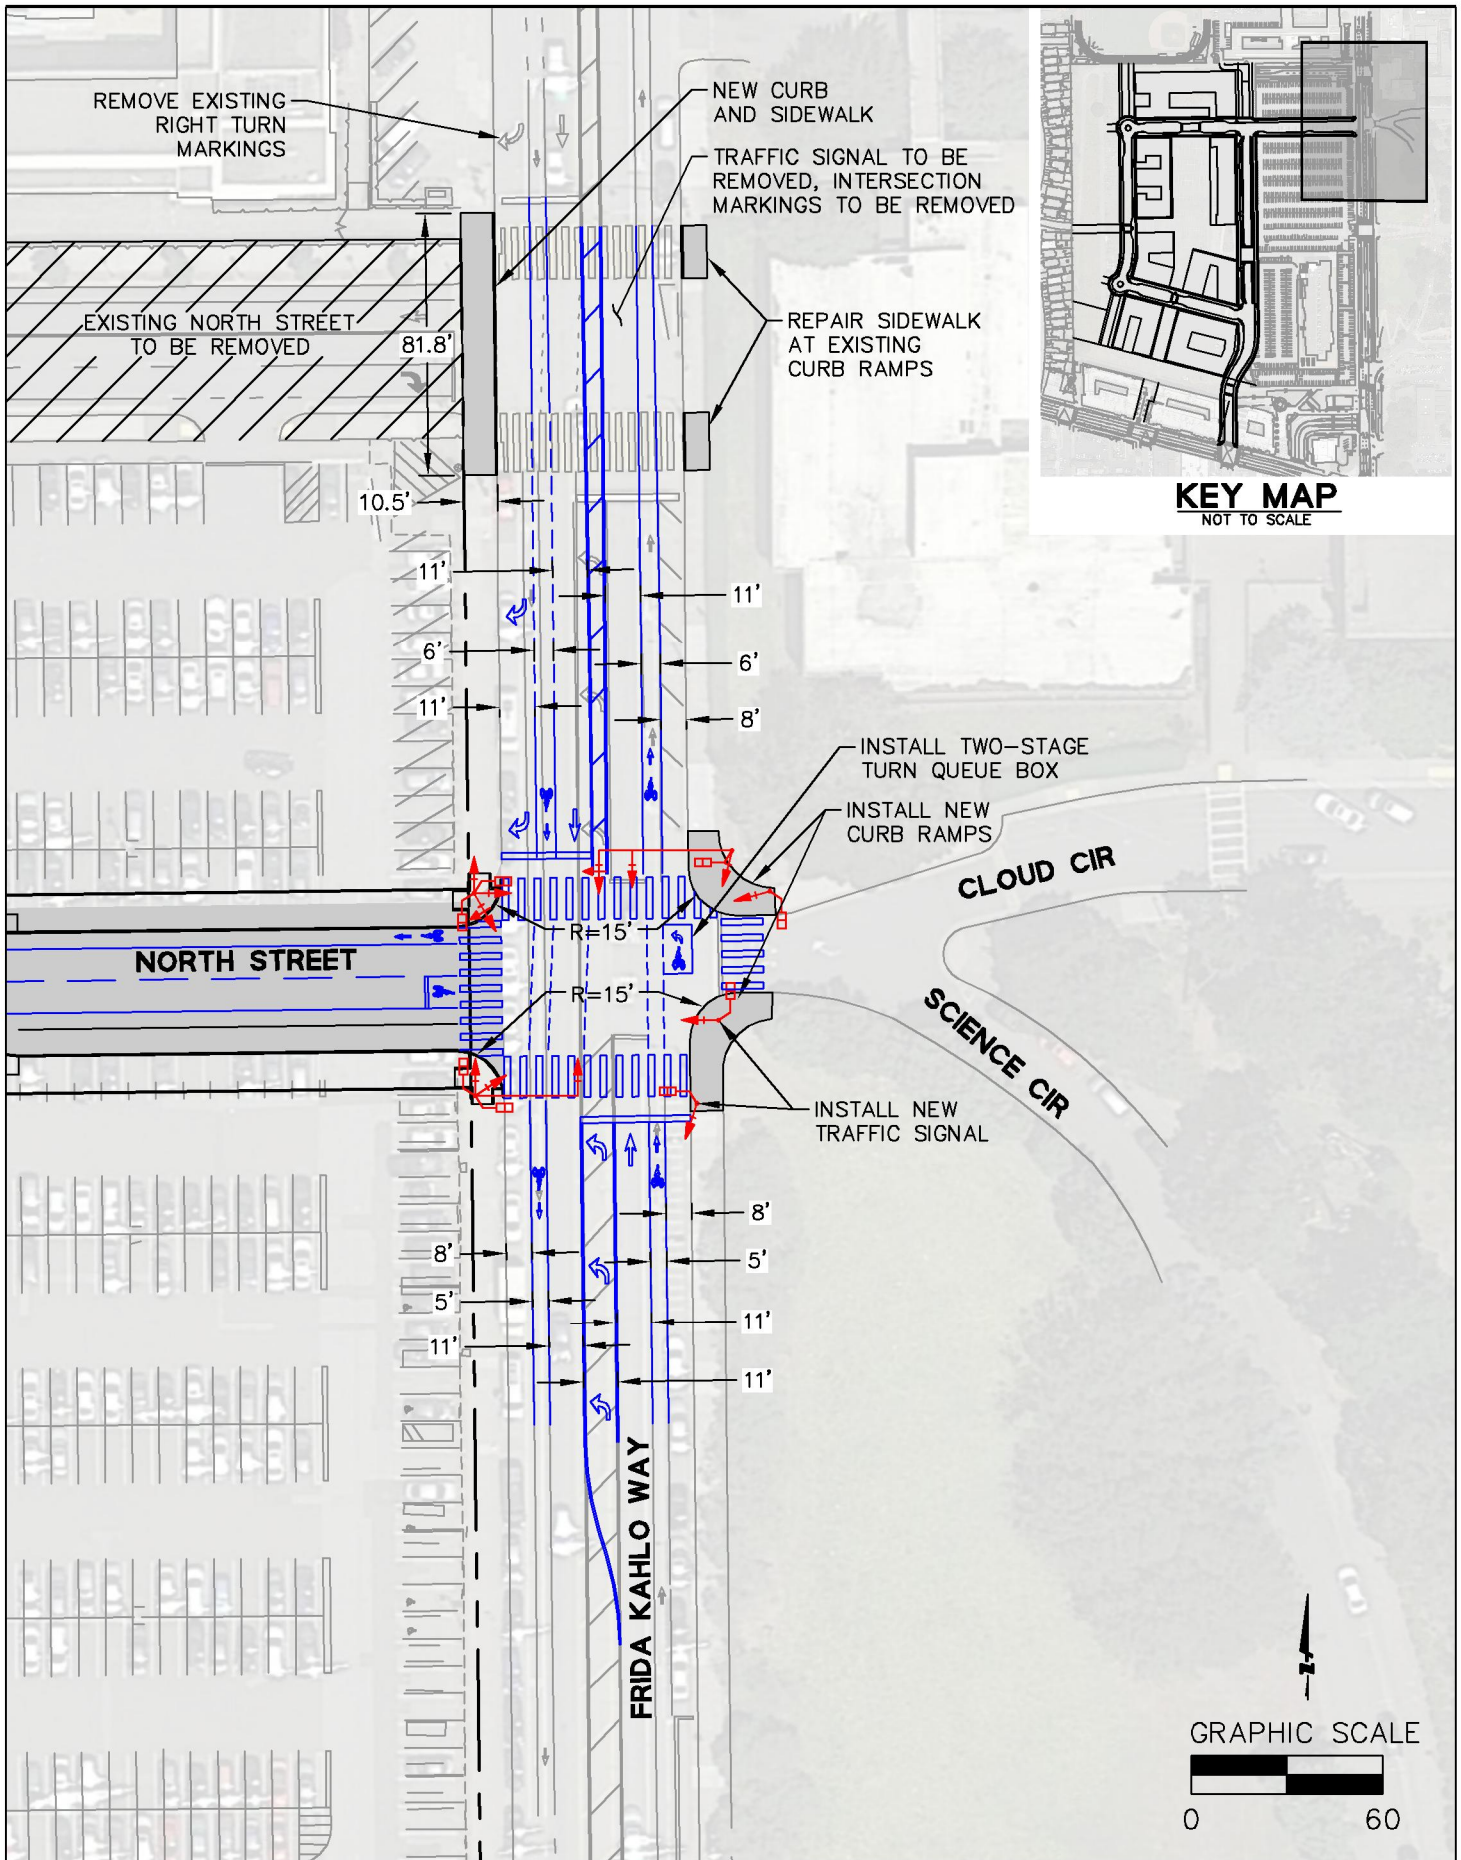 REMOVE EXISTING
RIGHT TURN
MARKINGS
NEW CURB
AND SIDEWALK
TRAFFIC SIGNAL TO BE
REMOVED, INTERSECTION
MARKINGS TO BE REMOVED
EXISTING NORTH STREET
TO BE REMOVED
81.8'
REPAIR SIDEWALK
AT EXISTING
CURB RAMPS
KEY MAP
NOT TO SCALE
10.5'
11'
11'
6'
6'
11'
8'
INSTALL TWO-STAGE
TURN QUEUE BOX
INSTALL NEW
CURB RAMPS
CLOUD CIR
R=15'
NORTH STREET
R=15'
SCIENCE CIR
INSTALL NEW
TRAFFIC SIGNAL
8'
8'
5'
5'
11'
11'
11'
FRIDA KAHLO WAY
N
GRAPHIC SCALE
0 60